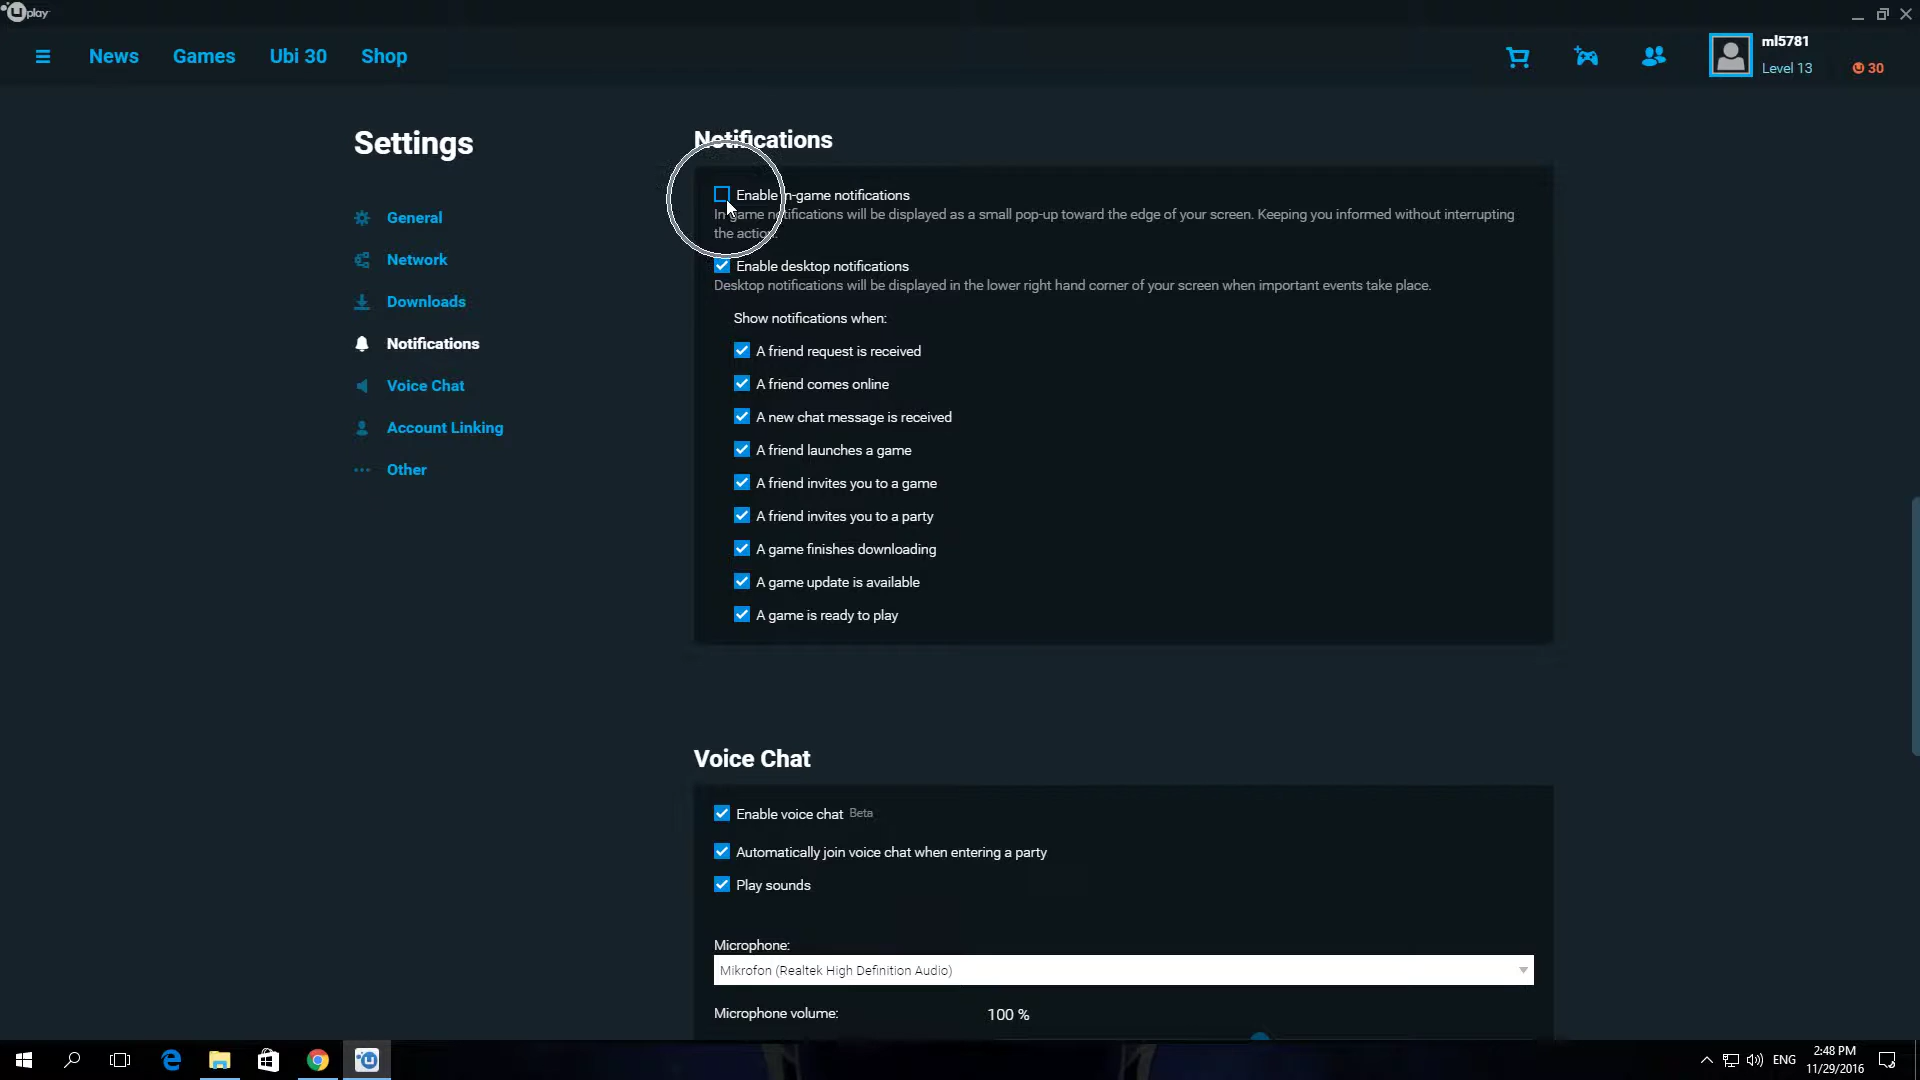 uplay
News Games Ubi 30 Shop
ml5781
Level 13
30
Settings
General
Network
Downloads
Notifications
Voice Chat
Account Linking
Other
Notifications
Enable in-game notifications
In game notifications will be displayed as a small pop-up toward the edge of your screen. Keeping you informed without interrupting
the action.
Enable desktop notifications
Desktop notifications will be displayed in the lower right hand corner of your screen when important events take place.
Show notifications when:
A friend request is received
A friend comes online
A new chat message is received
A friend launches a game
A friend invites you to a game
A friend invites you to a party
A game finishes downloading
A game update is available
A game is ready to play
Voice Chat
Enable voice chat Beta
Automatically join voice chat when entering a party
Play sounds
Microphone:
Mikrofon (Realtek High Definition Audio)
Microphone volume: 100 %
ENG
2:48 PM
11/29/2016